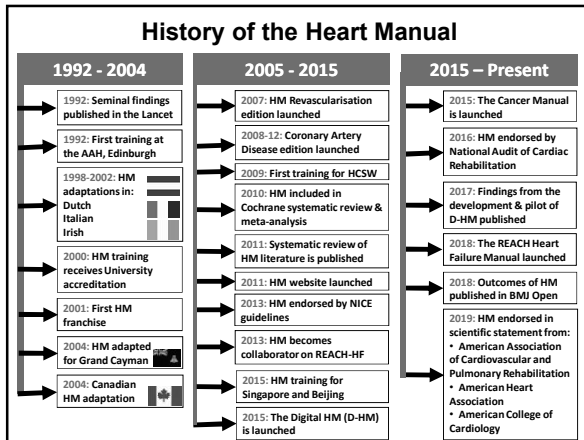 History of the Heart Manual
1992 - 2004
1992: Seminal findings
published in the Lancet
1992: First training at
the AAH, Edinburgh
1998-2002: HM
adaptations in:
Dutch
Italian
Irish
2000: HM training
receives University
accreditation
2001: First HM
franchise
2004: HM adapted
for Grand Cayman
2004: Canadian
HM adaptation
2005 - 2015
2007: HM Revascularisation
edition launched
2008-12: Coronary Artery
Disease edition launched
2009: First training for HCSW
2010: HM included in
Cochrane systematic review &
meta-analysis
2011: Systematic review of
HM literature is published
2011: HM website launched
2013: HM endorsed by NICE
guidelines
2013: HM becomes
collaborator on REACH-HF
2015: HM training for
Singapore and Beijing
2015: The Digital HM (D-HM)
is launched
2015 – Present
2015: The Cancer Manual
is launched
2016: HM endorsed by
National Audit of Cardiac
Rehabilitation
2017: Findings from the
development & pilot of
D-HM published
2018: The REACH Heart
Failure Manual launched
2018: Outcomes of HM
published in BMJ Open
2019: HM endorsed in
scientific statement from:
• American Association
of Cardiovascular and
Pulmonary Rehabilitation
• American Heart
Association
• American College of
Cardiology